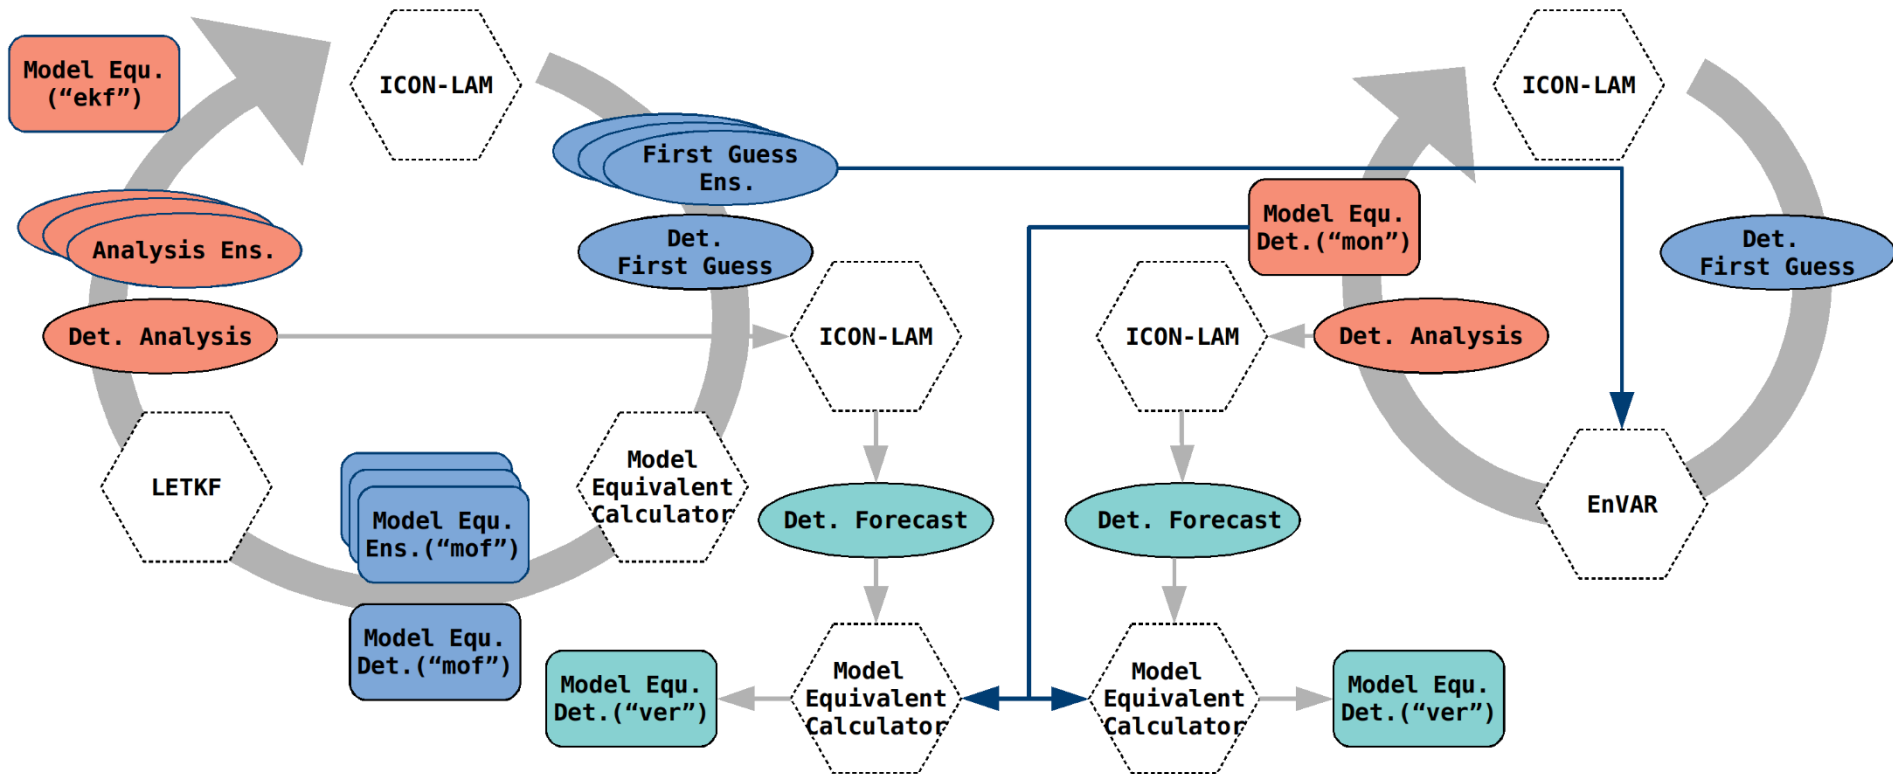 Model Equ.
(“ekf”)
ICON-LAM
ICON-LAM
First Guess
Ens.
Analysis Ens.
Det.
First Guess
Model Equ.
Det.(“mon”)
Det.
First Guess
Det. Analysis
ICON-LAM
ICON-LAM
Det. Analysis
LETKF
Model Equ.
Ens.(“mof”)
Model
Equivalent
Calculator
Det. Forecast
Det. Forecast
EnVAR
Model Equ.
Det.(“mof”)
Model Equ.
Det.(“ver”)
Model
Equivalent
Calculator
Model
Equivalent
Calculator
Model Equ.
Det.(“ver”)